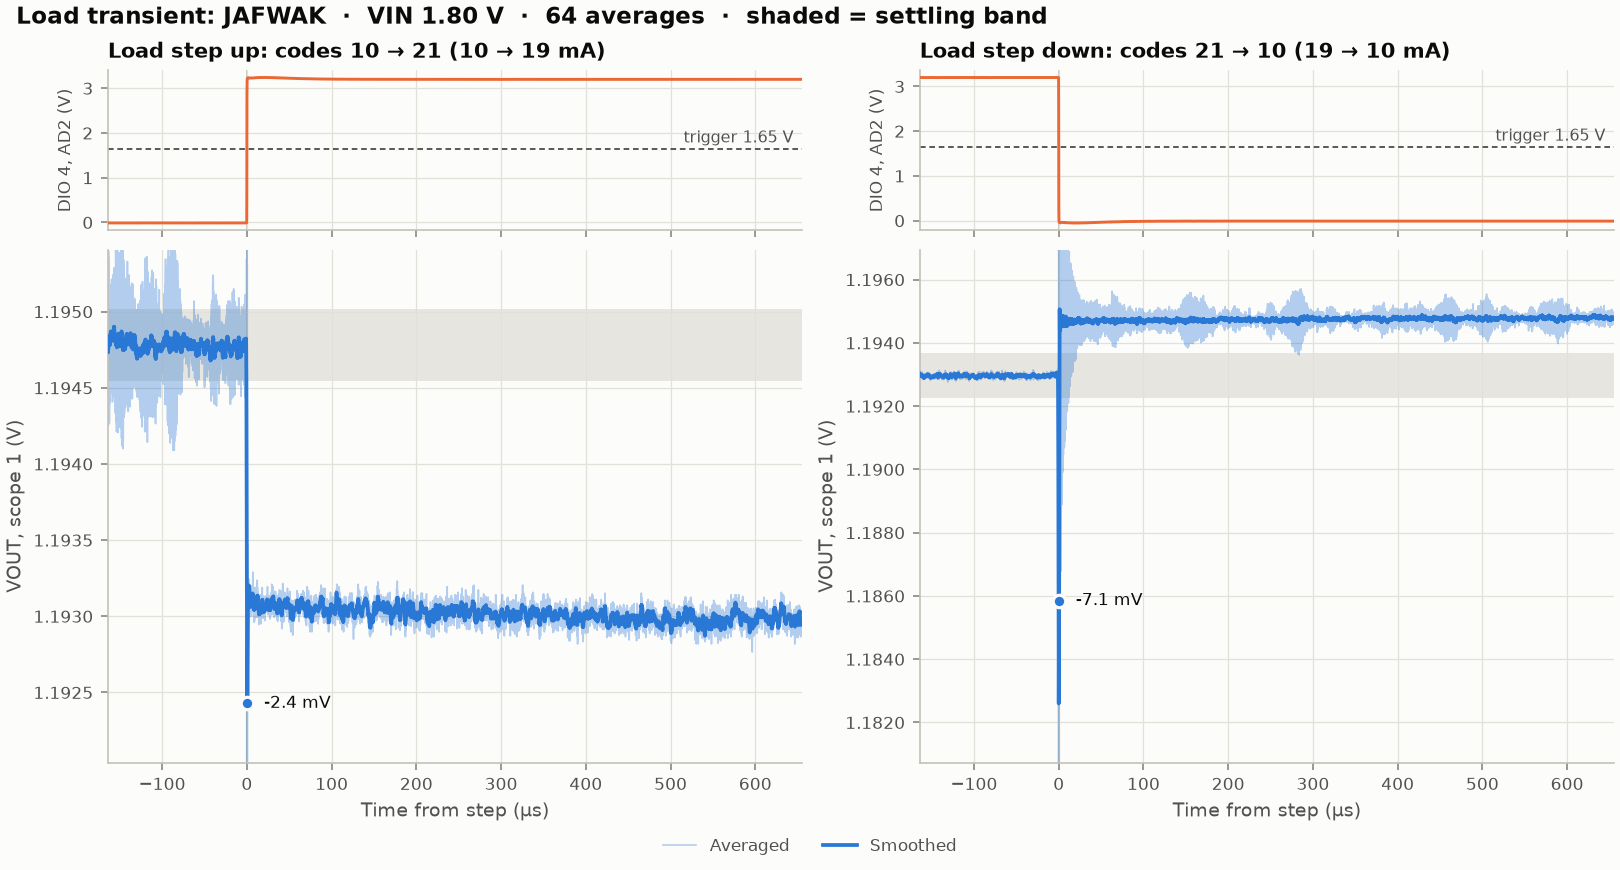 Load transient: JAFWAK · VIN 1.80 V · 64 averages · shaded = settling band
Load step up: codes 10 → 21 (10 → 19 mA)
DIO 4, AD2 (V)
3
2
1
0
trigger 1.65 V
VOUT, scope 1 (V)
1.1950
1.1945
1.1940
1.1935
1.1930
1.1925
-2.4 mV
−100
0
100
200
300
400
500
600
Time from step (µs)
Load step down: codes 21 → 10 (19 → 10 mA)
DIO 4, AD2 (V)
3
2
1
0
trigger 1.65 V
VOUT, scope 1 (V)
1.1960
1.1940
1.1920
1.1900
1.1880
1.1860
1.1840
1.1820
-7.1 mV
−100
0
100
200
300
400
500
600
Time from step (µs)
Averaged
Smoothed